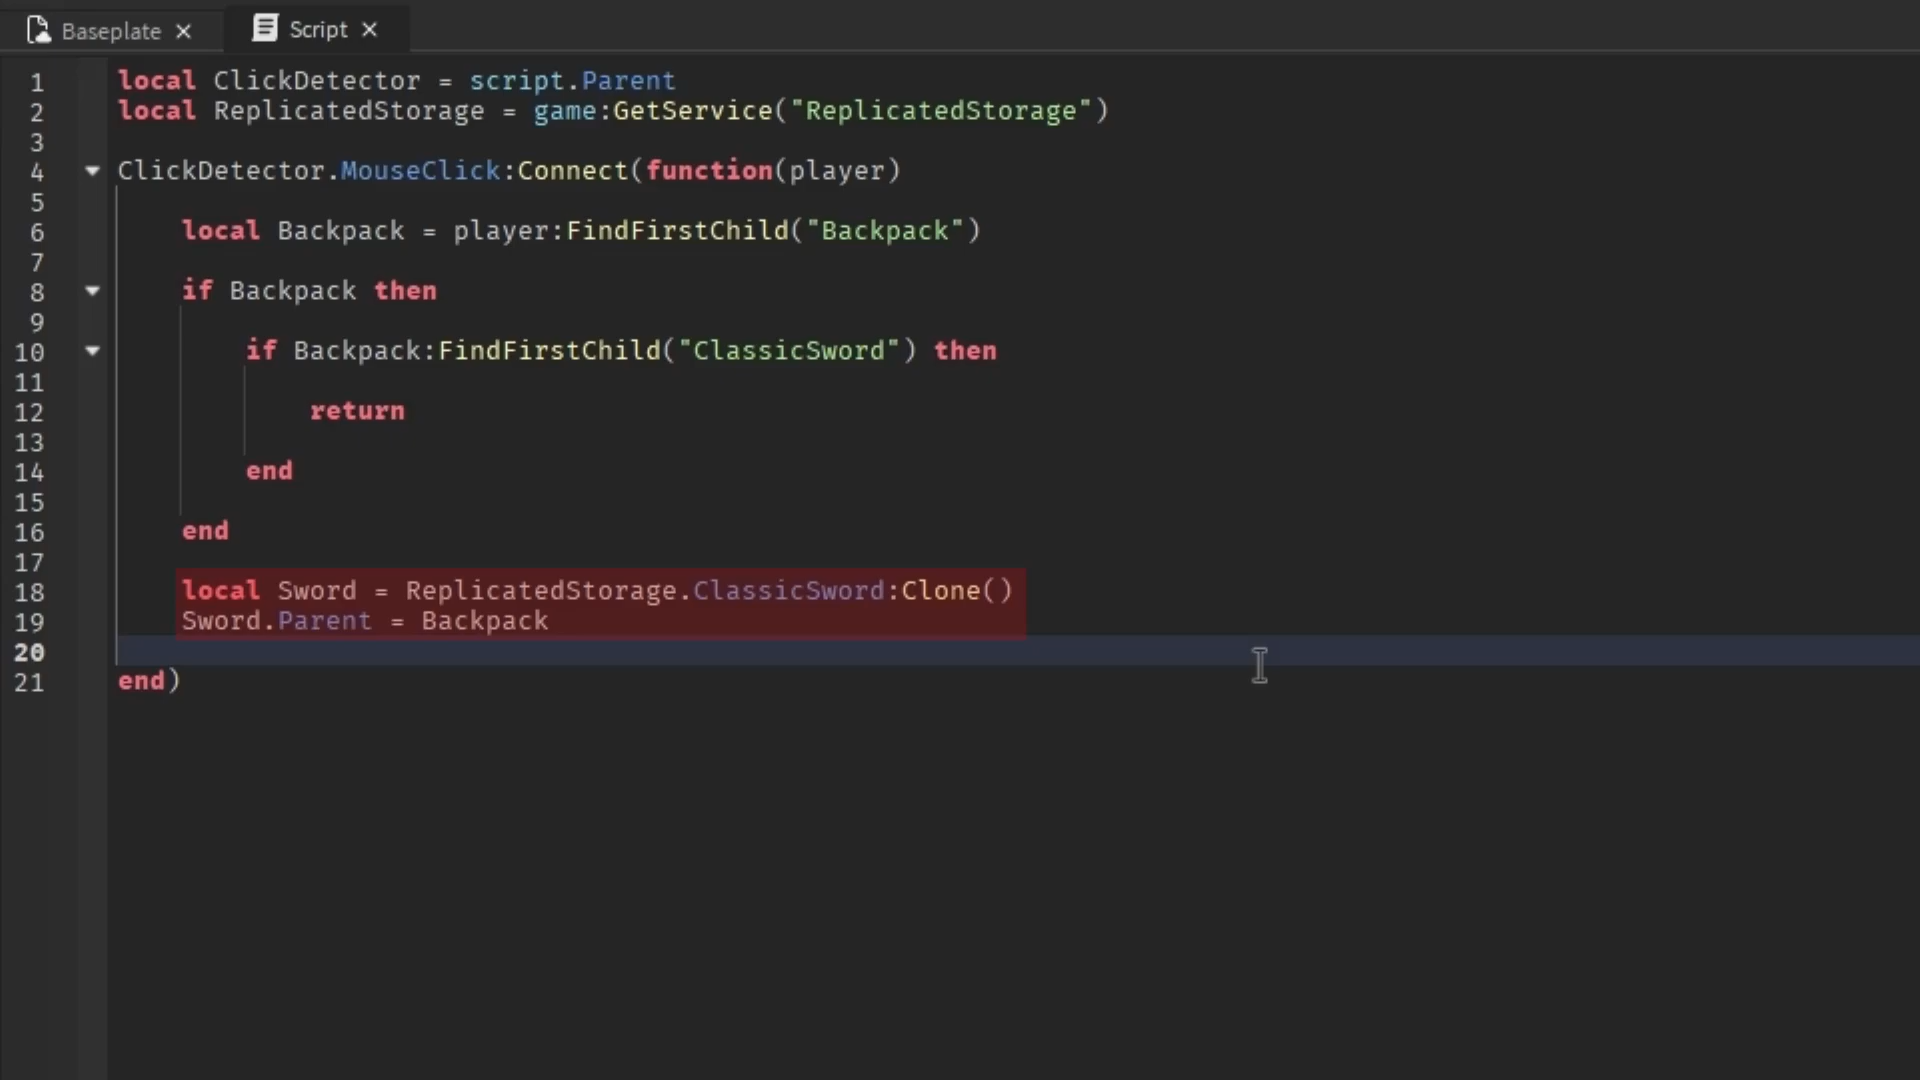 Baseplate × Script ×
1 local ClickDetector = script.Parent
2 local ReplicatedStorage = game:GetService("ReplicatedStorage")
3
4 ClickDetector.MouseClick:Connect(function(player)
5
6 local Backpack = player:FindFirstChild("Backpack")
7
8 if Backpack then
9
10 if Backpack:FindFirstChild("ClassicSword") then
11
12 return
13
14 end
15
16 end
17
18 local Sword = ReplicatedStorage.ClassicSword:Clone()
19 Sword.Parent = Backpack
20
21 end)